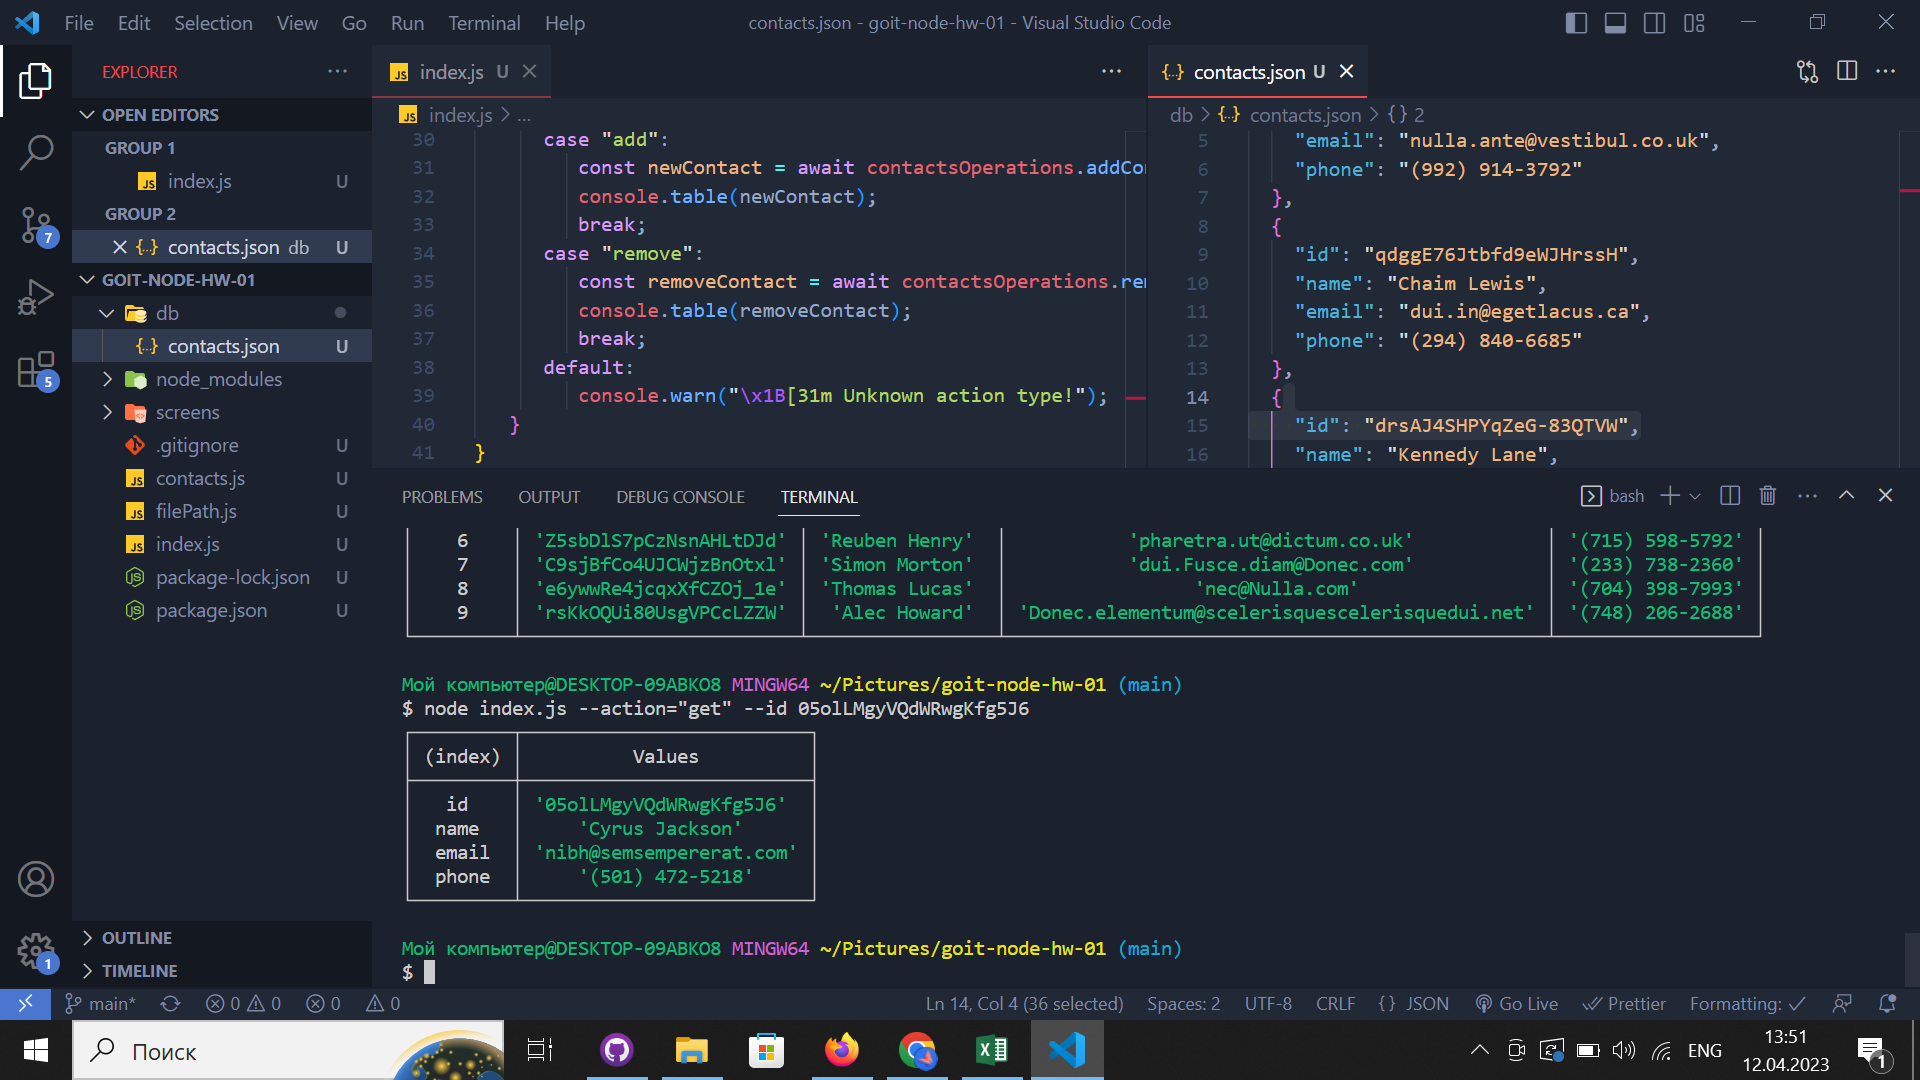 File Edit Selection View Go Run Terminal Help
contacts.json - goit-node-hw-01 - Visual Studio Code
EXPLORER
OPEN EDITORS
GROUP 1
JS index.js U
GROUP 2
{..} contacts.json db U
GOIT-NODE-HW-01
db
{..} contacts.json U
node_modules
screens
.gitignore U
JS contacts.js U
JS filePath.js U
JS index.js U
package-lock.json U
package.json U
OUTLINE
TIMELINE
7
5
1
JS index.js U
JS index.js > ...
30 case "add":
31 const newContact = await contactsOperations.addCo
32 console.table(newContact);
33 break;
34 case "remove":
35 const removeContact = await contactsOperations.rem
36 console.table(removeContact);
37 break;
38 default:
39 console.warn("\x1B[31m Unknown action type!");
40 }
41 }
{..} contacts.json U
db > {..} contacts.json > {} 2
5 "email": "nulla.ante@vestibul.co.uk",
6 "phone": "(992) 914-3792"
7 },
8 {
9 "id": "qdggE76Jtbfd9eWJHrssH",
10 "name": "Chaim Lewis",
11 "email": "dui.in@egetlacus.ca",
12 "phone": "(294) 840-6685"
13 },
14 {
15 "id": "drsAJ4SHPYqZeG-83QTVW",
16 "name": "Kennedy Lane",
PROBLEMS OUTPUT DEBUG CONSOLE TERMINAL
bash
6 'Z5sbDlS7pCzNsnAHLtDJd' 'Reuben Henry' 'pharetra.ut@dictum.co.uk' '(715) 598-5792'
7 'C9sjBfCo4UJCWjzBnOtxl' 'Simon Morton' 'dui.Fusce.diam@Donec.com' '(233) 738-2360'
8 'e6ywwRe4jcqxXfCZOj_1e' 'Thomas Lucas' 'nec@Nulla.com' '(704) 398-7993'
9 'rsKkOQUi80UsgVPCcLZZW' 'Alec Howard' 'Donec.elementum@scelerisquescelerisquedui.net' '(748) 206-2688'
Мой компьютер@DESKTOP-09ABKO8 MINGW64 ~/Pictures/goit-node-hw-01 (main)
$ node index.js --action="get" --id 05olLMgyVQdWRwgKfg5J6
(index) Values
id '05olLMgyVQdWRwgKfg5J6'
name 'Cyrus Jackson'
email 'nibh@semsempererat.com'
phone '(501) 472-5218'
Мой компьютер@DESKTOP-09ABKO8 MINGW64 ~/Pictures/goit-node-hw-01 (main)
$
main* 0 0 0 0
Ln 14, Col 4 (36 selected) Spaces: 2 UTF-8 CRLF {} JSON Go Live Prettier Formatting: ✓
Поиск
ENG
13:51
12.04.2023
1